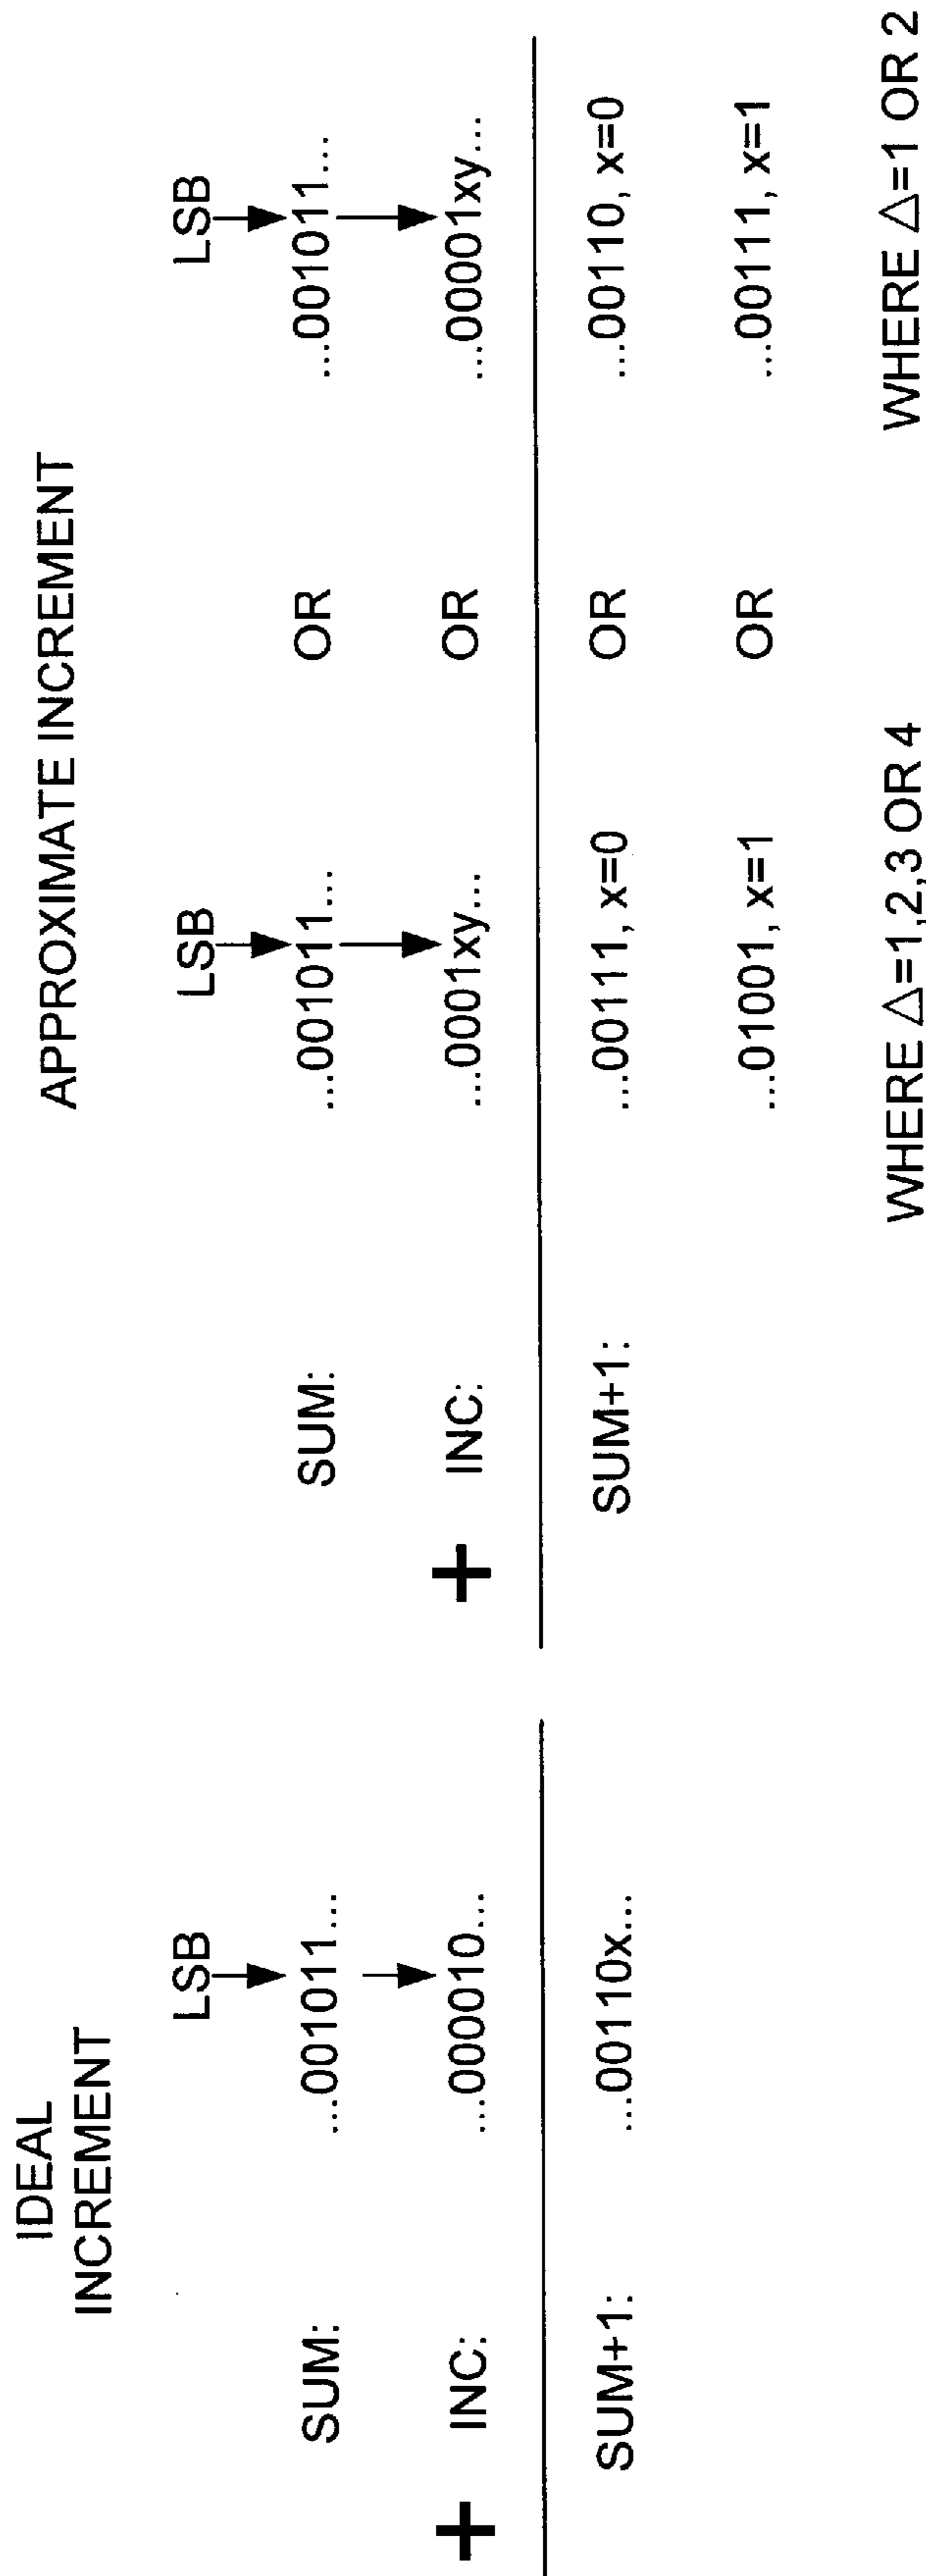 IDEAL
INCREMENT
LSB
SUM: ...001011...
+ INC: ...000010...
SUM+1: ...00110x...
APPROXIMATE INCREMENT
LSB LSB
SUM: ...001011... OR ...001011...
+ INC: ...0001xy... OR ...00001xy...
SUM+1: ...00111, x=0 OR ...00110, x=0
...01001, x=1 OR ...00111, x=1
WHERE △=1,2,3 OR 4 WHERE △=1 OR 2